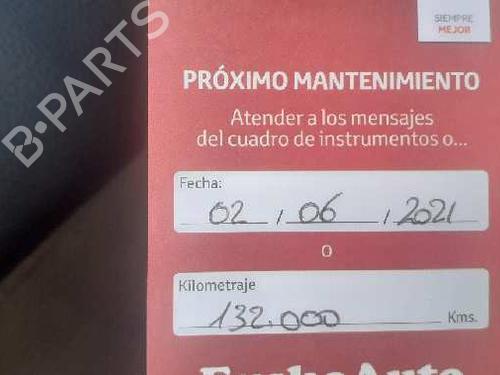 B·PARTS
SIEMPRE
MEJOR
PRÓXIMO MANTENIMIENTO
Atender a los mensajes
del cuadro de instrumentos o...
Fecha:
02 / 06 / 2021
o
Kilometraje
132.000 Kms.
EuskoAuto